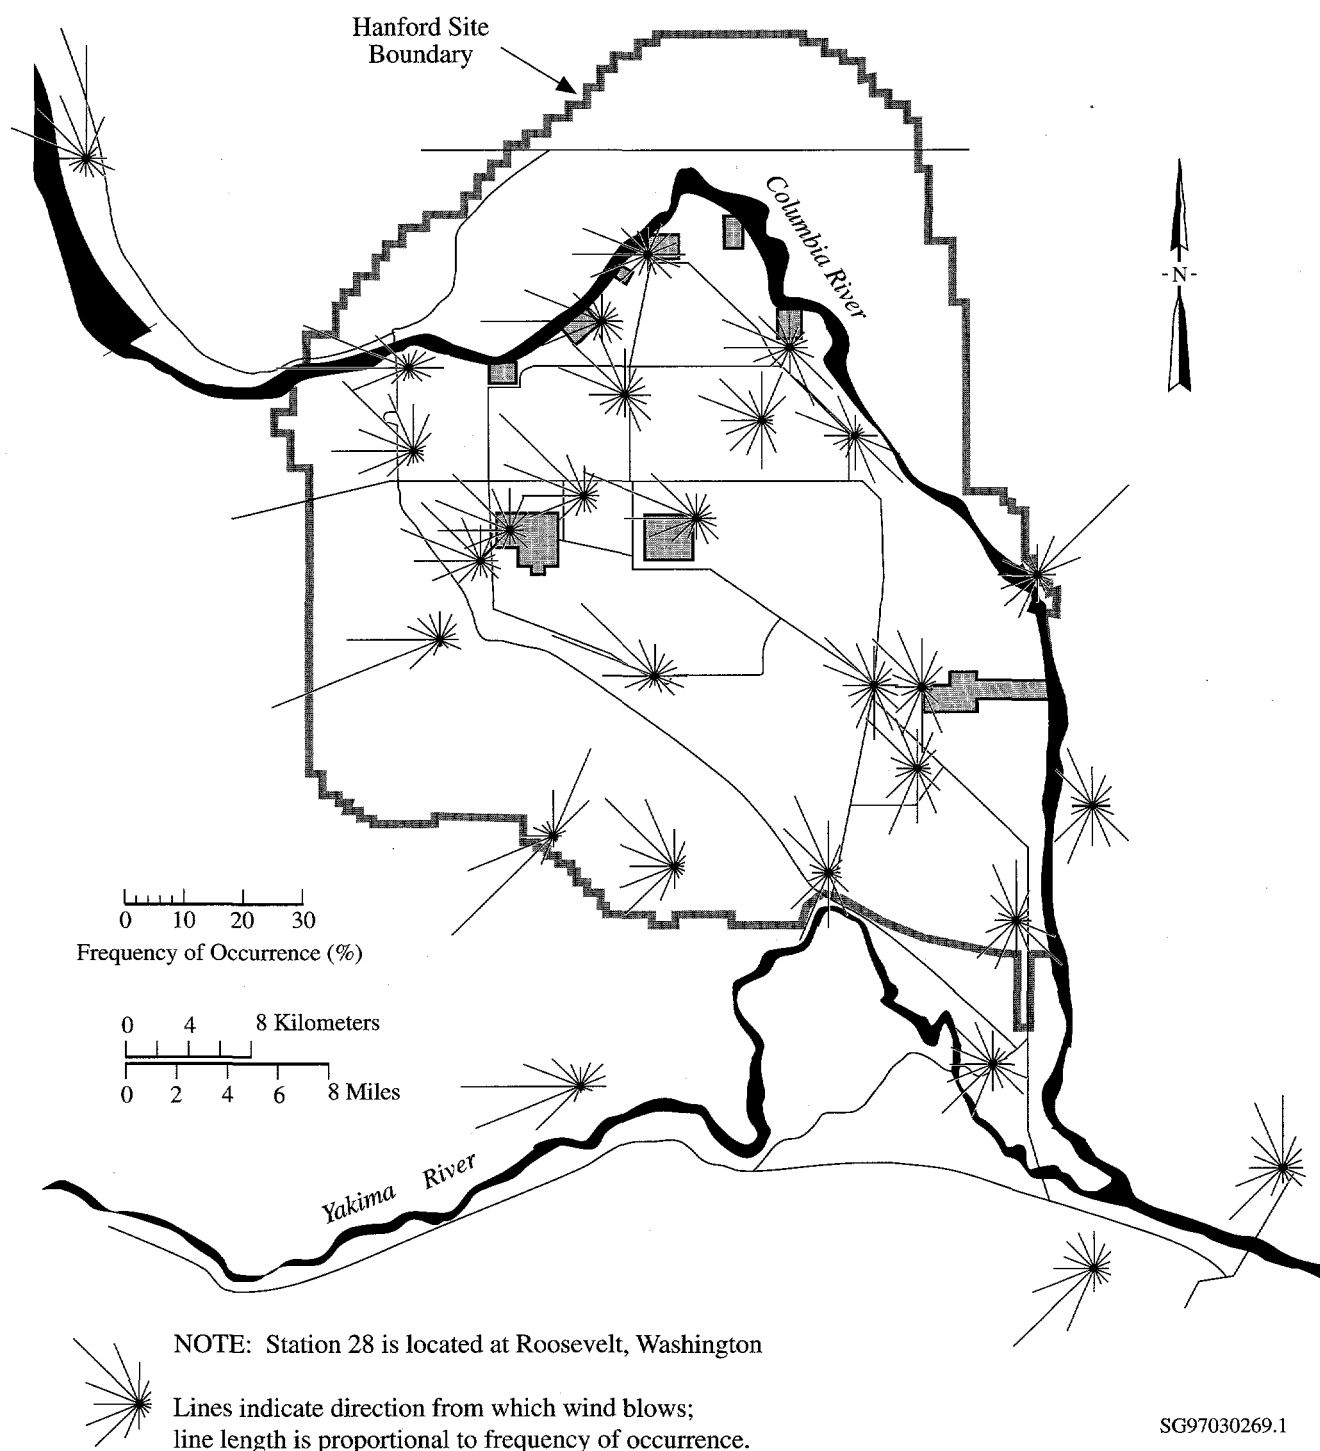 Hanford Site
Boundary
Columbia River
-N-
0 10 20 30
Frequency of Occurrence (%)
0 4 8 Kilometers
0 2 4 6 8 Miles
Yakima River
NOTE: Station 28 is located at Roosevelt, Washington
Lines indicate direction from which wind blows;
line length is proportional to frequency of occurrence.
SG97030269.1